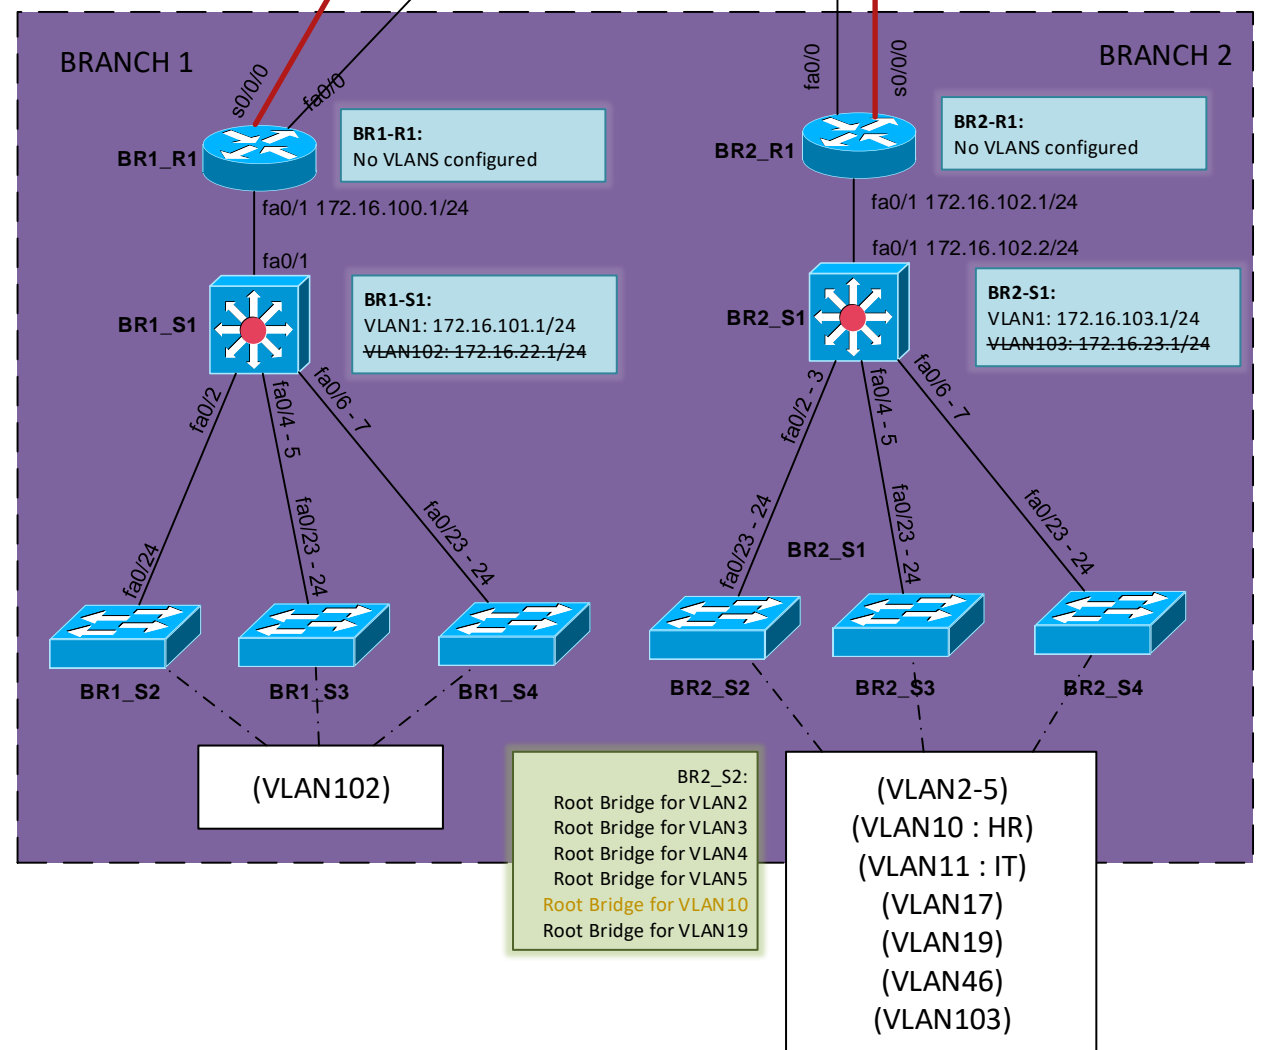 BRANCH 1
BRANCH 2
s0/0/0
fa0/0
fa0/0
s0/0/0
BR1_R1
BR1-R1:
No VLANS configured
BR2_R1
BR2-R1:
No VLANS configured
fa0/1 172.16.100.1/24
fa0/1 172.16.102.1/24
fa0/1
fa0/1 172.16.102.2/24
BR1_S1
BR1-S1:
VLAN1: 172.16.101.1/24
VLAN102: 172.16.22.1/24
BR2_S1
BR2-S1:
VLAN1: 172.16.103.1/24
VLAN103: 172.16.23.1/24
fa0/2
fa0/4 - 5
fa0/6 - 7
fa0/2 - 3
fa0/4 - 5
fa0/6 - 7
fa0/24
fa0/23 - 24
fa0/23 - 24
fa0/23 - 24
BR2_S1
fa0/23 - 24
fa0/23 - 24
BR1_S2
BR1_S3
BR1_S4
BR2_S2
BR2_S3
BR2_S4
(VLAN102)
BR2_S2:
Root Bridge for VLAN2
Root Bridge for VLAN3
Root Bridge for VLAN4
Root Bridge for VLAN5
Root Bridge for VLAN10
Root Bridge for VLAN19
(VLAN2-5)
(VLAN10 : HR)
(VLAN11 : IT)
(VLAN17)
(VLAN19)
(VLAN46)
(VLAN103)